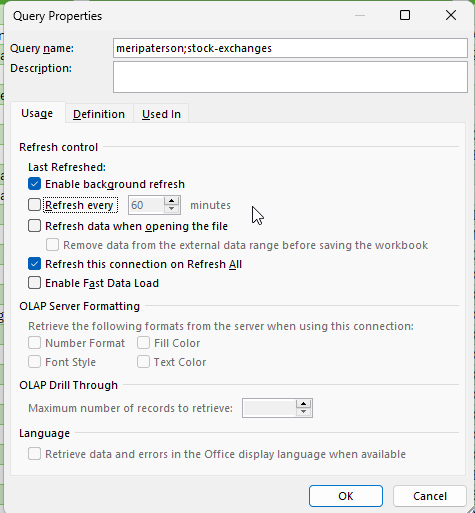 Query Properties
Query name: meripaterson;stock-exchanges
Description:
Usage Definition Used In
Refresh control
Last Refreshed:
Enable background refresh
Refresh every 60 minutes
Refresh data when opening the file
Remove data from the external data range before saving the workbook
Refresh this connection on Refresh All
Enable Fast Data Load
OLAP Server Formatting
Retrieve the following formats from the server when using this connection:
Number Format Fill Color
Font Style Text Color
OLAP Drill Through
Maximum number of records to retrieve:
Language
Retrieve data and errors in the Office display language when available
OK Cancel